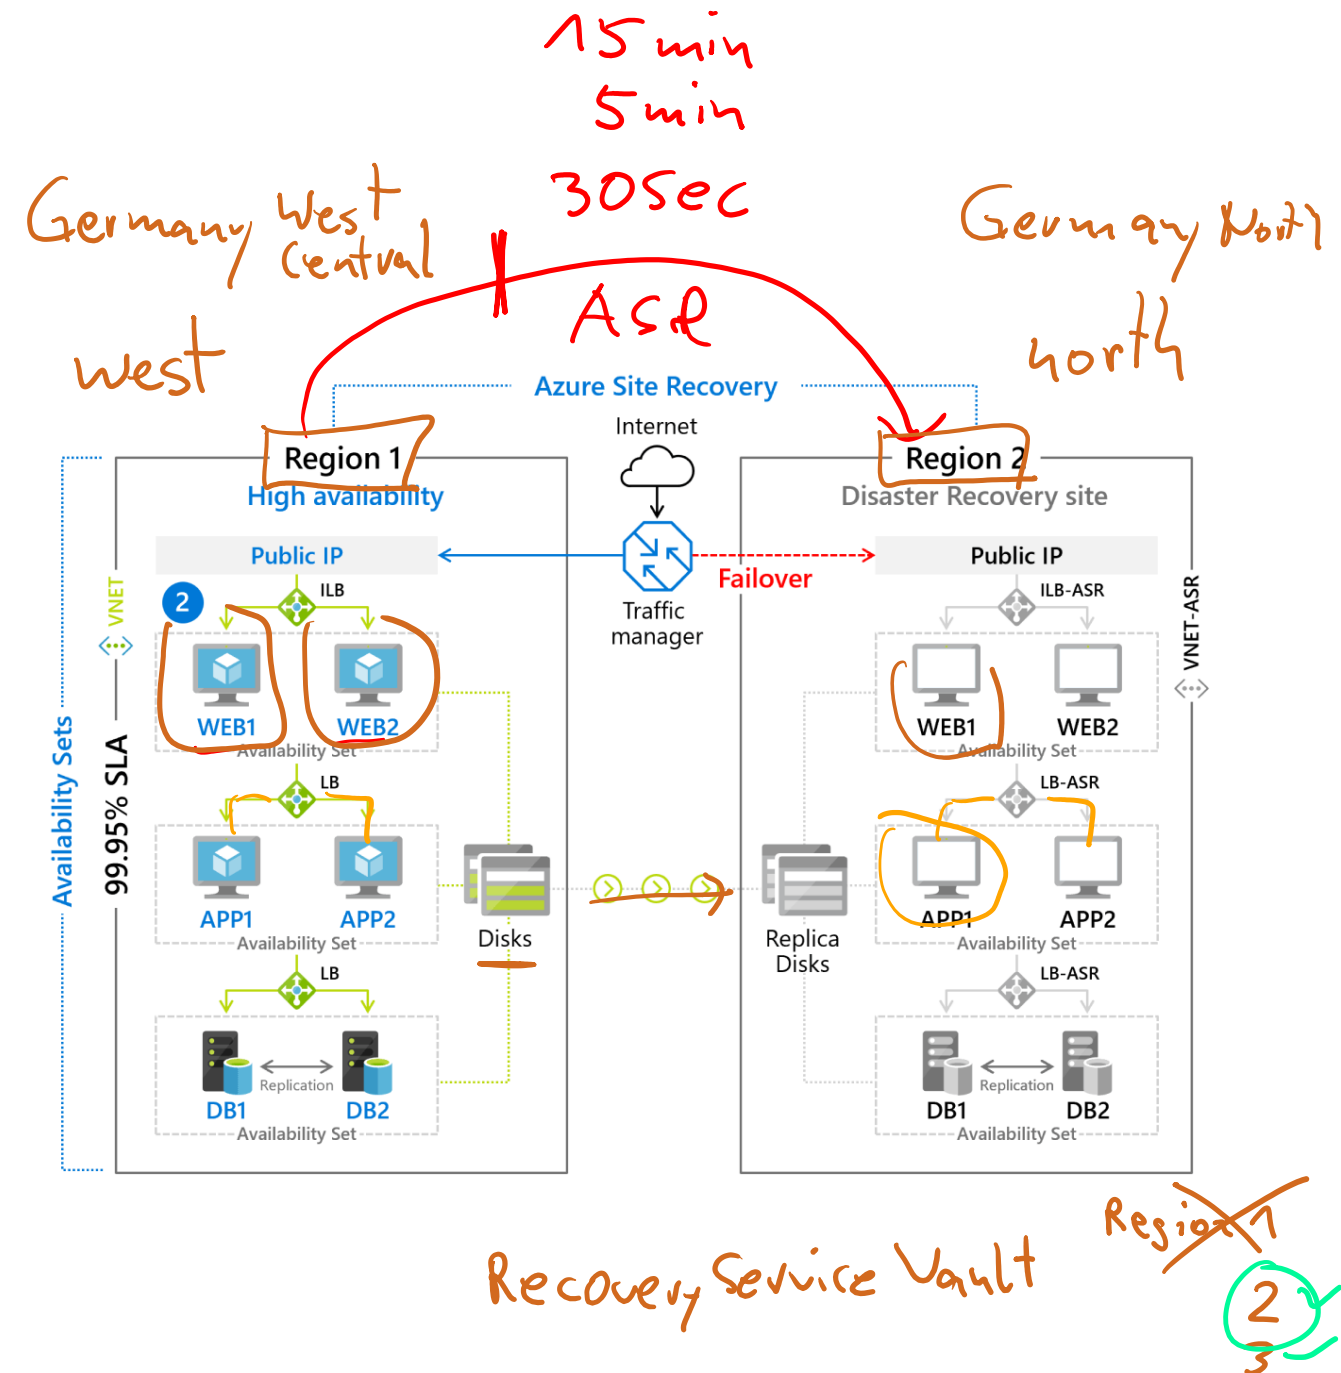 15 min
5 min
30 Sec
Germany West
Central
Germany North
ASR
west
north
Azure Site Recovery
Internet
Region 1
Region 2
High availability
Disaster Recovery site
Public IP
Public IP
Failover
Traffic
manager
2
ILB
ILB-ASR
VNET
VNET-ASR
WEB1
WEB2
WEB1
WEB2
Availability Set
Availability Set
Availability Sets
99.95% SLA
LB
LB-ASR
APP1
APP2
APP1
APP2
Availability Set
Availability Set
Disks
Replica
Disks
LB
LB-ASR
Replication
Replication
DB1
DB2
DB1
DB2
Availability Set
Availability Set
Region 1
Recovery Service Vault
2
3